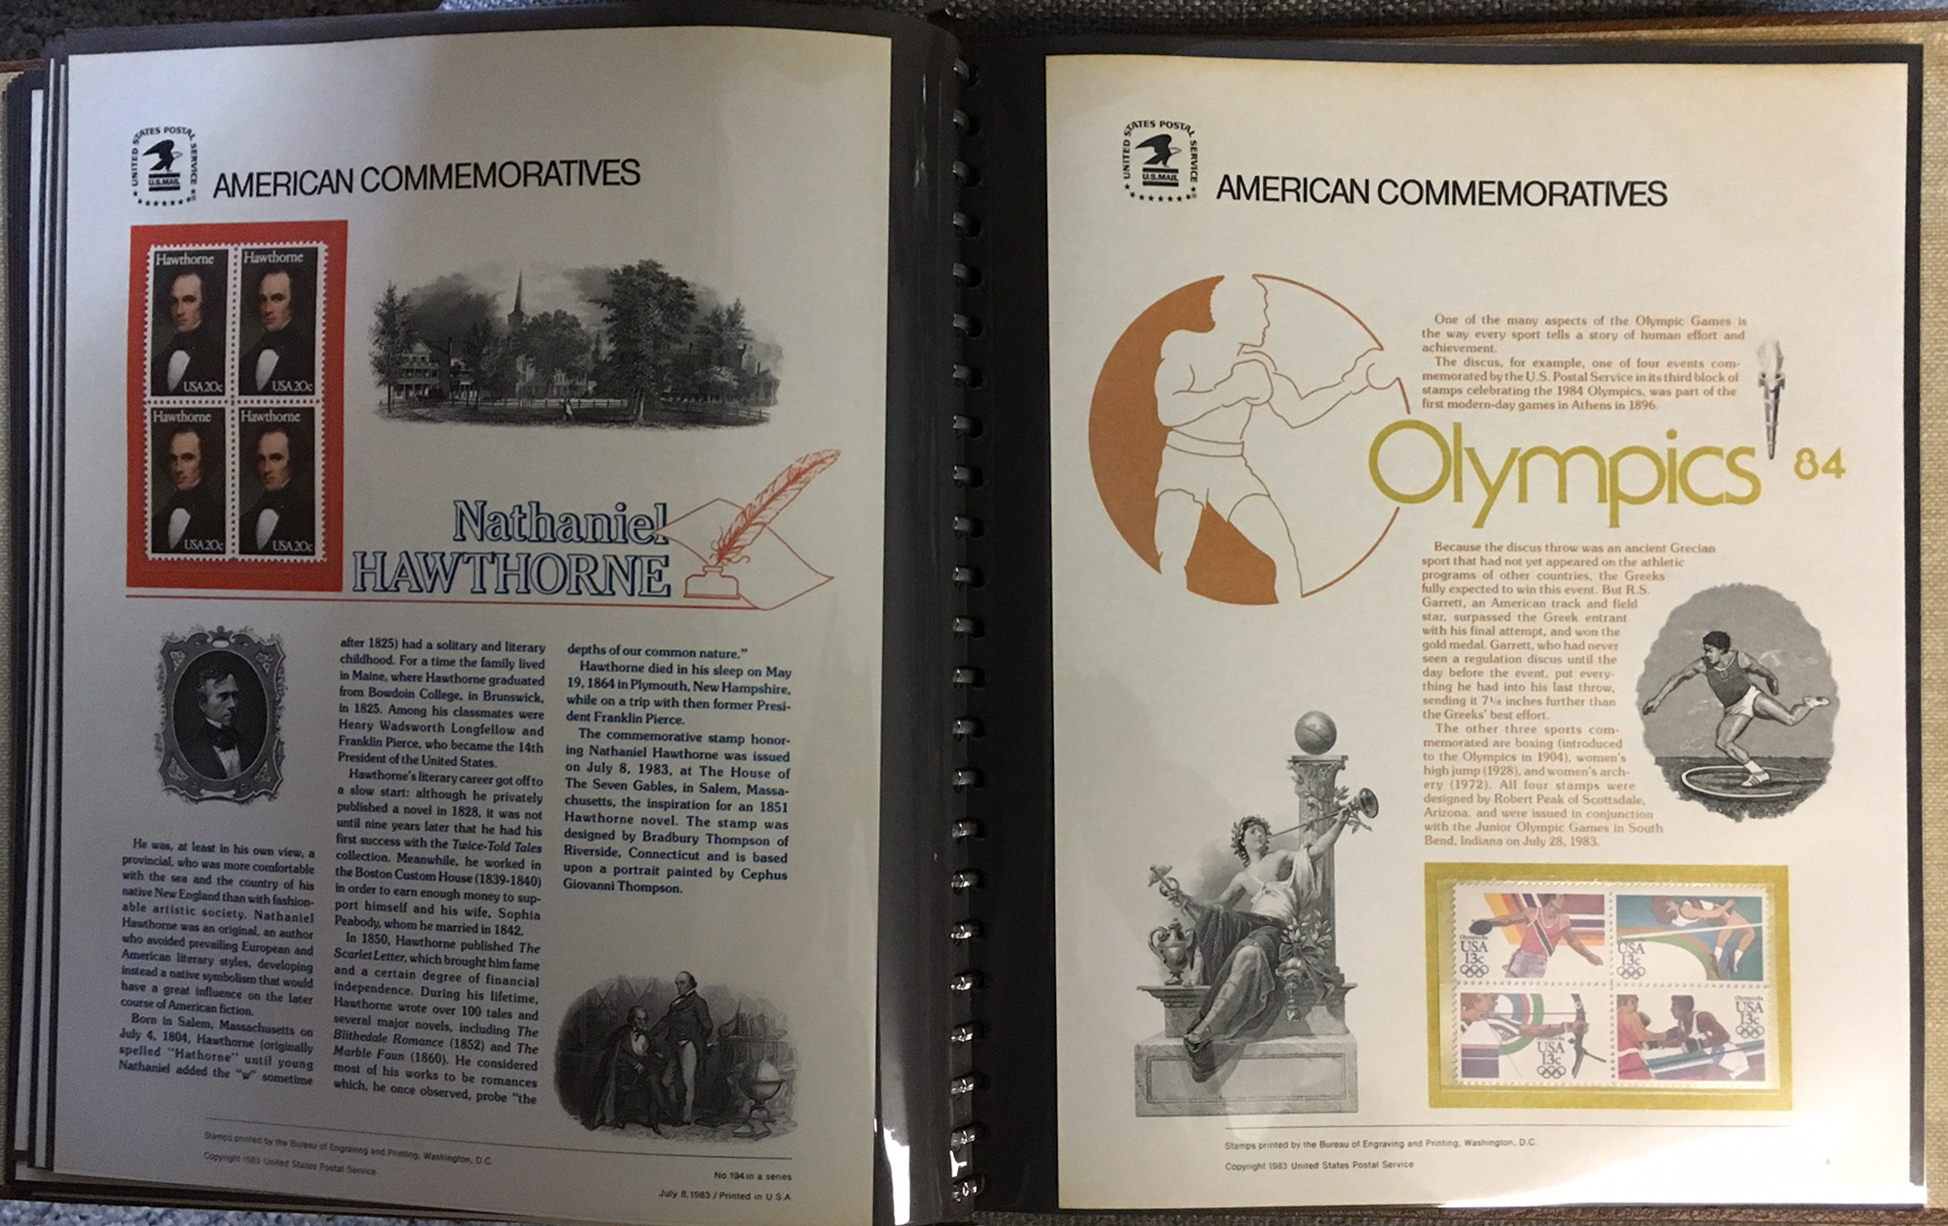 UNITED STATES POSTAL SERVICE
U.S.MAIL
AMERICAN COMMEMORATIVES
Hawthorne
USA 20c
Hawthorne
USA 20c
Hawthorne
USA 20c
Hawthorne
USA 20c
Nathaniel
HAWTHORNE
He was, at least in his own view, a
provincial, who was more comfortable
with the sea and the country of his
native New England than with fashion-
able artistic society. Nathaniel
Hawthorne was an original, an author
who avoided prevailing European and
American literary styles, developing
instead a native symbolism that would
have a great influence on the later
course of American fiction.
Born in Salem, Massachusetts on
July 4, 1804, Hawthorne (originally
spelled "Hathorne" until young
Nathaniel added the "w" sometime
after 1825) had a solitary and literary
childhood. For a time the family lived
in Maine, where Hawthorne graduated
from Bowdoin College, in Brunswick,
in 1825. Among his classmates were
Henry Wadsworth Longfellow and
Franklin Pierce, who became the 14th
President of the United States.
Hawthorne's literary career got off to
a slow start: although he privately
published a novel in 1828, it was not
until nine years later that he had his
first success with the Twice-Told Tales
collection. Meanwhile, he worked in
the Boston Custom House (1839-1840)
in order to earn enough money to sup-
port himself and his wife, Sophia
Peabody, whom he married in 1842.
In 1850, Hawthorne published The
Scarlet Letter, which brought him fame
and a certain degree of financial
independence. During his lifetime,
Hawthorne wrote over 100 tales and
several major novels, including The
Blithedale Romance (1852) and The
Marble Faun (1860). He considered
most of his works to be romances
which, he once observed, probe "the
depths of our common nature."
Hawthorne died in his sleep on May
19, 1864 in Plymouth, New Hampshire,
while on a trip with then former Presi-
dent Franklin Pierce.
The commemorative stamp honor-
ing Nathaniel Hawthorne was issued
on July 8, 1983, at The House of
The Seven Gables, in Salem, Massa-
chusetts, the inspiration for an 1851
Hawthorne novel. The stamp was
designed by Bradbury Thompson of
Riverside, Connecticut and is based
upon a portrait painted by Cephus
Giovanni Thompson.
Stamps printed by the Bureau of Engraving and Printing, Washington, D.C.
Copyright 1983 United States Postal Service
No 194 in a series
July 8, 1983 / Printed in U S A
UNITED STATES POSTAL SERVICE
U.S.MAIL
AMERICAN COMMEMORATIVES
One of the many aspects of the Olympic Games is
the way every sport tells a story of human effort and
achievement.
The discus, for example, one of four events com-
memorated by the U.S. Postal Service in its third block of
stamps celebrating the 1984 Olympics, was part of the
first modern-day games in Athens in 1896.
Olympics 84
Because the discus throw was an ancient Grecian
sport that had not yet appeared on the athletic
programs of other countries, the Greeks
fully expected to win this event. But R.S.
Garrett, an American track and field
star, surpassed the Greek entrant
with his final attempt, and won the
gold medal. Garrett, who had never
seen a regulation discus until the
day before the event, put every-
thing he had into his last throw,
sending it 7¼ inches further than
the Greeks' best effort.
The other three sports com-
memorated are boxing (introduced
to the Olympics in 1904), women's
high jump (1928), and women's arch-
ery (1972). All four stamps were
designed by Robert Peak of Scottsdale,
Arizona, and were issued in conjunction
with the Junior Olympic Games in South
Bend, Indiana on July 28, 1983.
Olympics 84
USA
13c
USA
13c
USA
13c
Olympics 84
USA
13c
Stamps printed by the Bureau of Engraving and Printing, Washington, D.C.
Copyright 1983 United States Postal Service